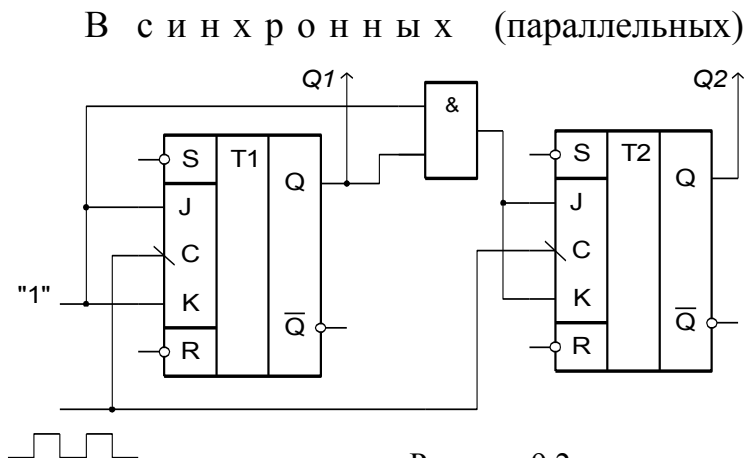 В синхронных (параллельных)
Q1
Q2
&
S T1
Q
J
C
K
Q
R
S T2
Q
J
C
K
Q
R
"1"